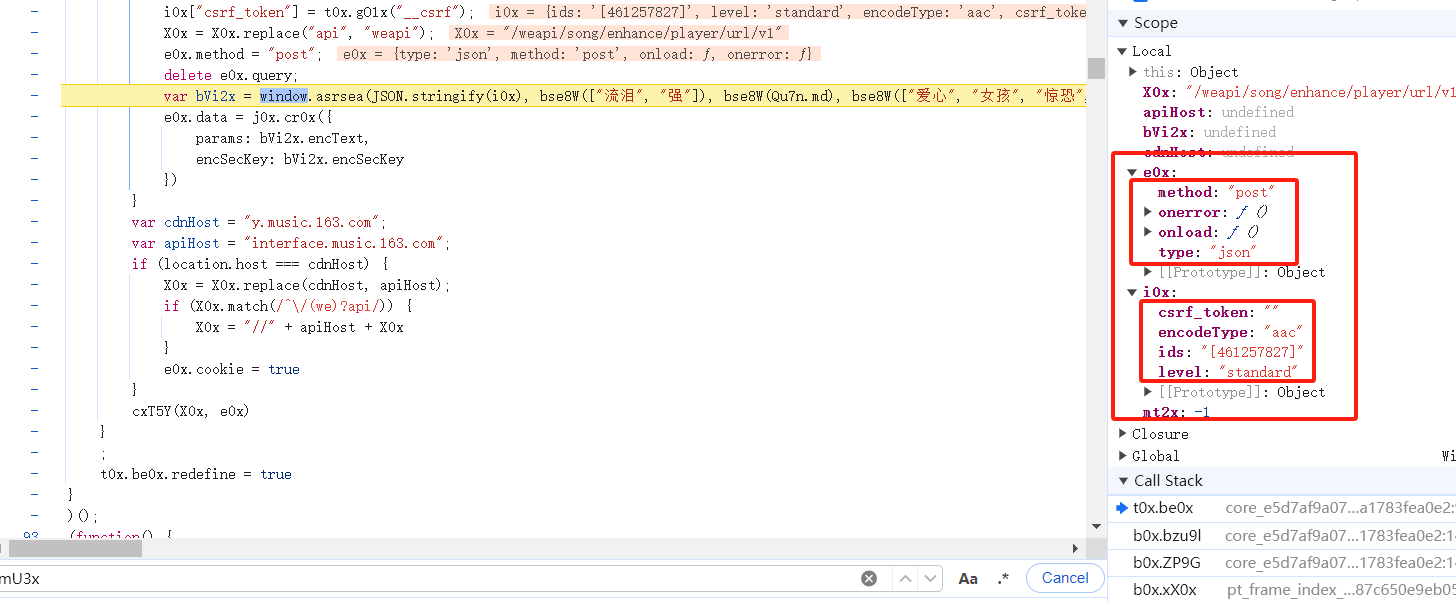 i0x["csrf_token"] = t0x.gO1x("__csrf");  i0x = {ids: '[461257827]', level: 'standard', encodeType: 'aac', csrf_toke
X0x = X0x.replace("api", "weapi");  X0x = "/weapi/song/enhance/player/url/v1"
e0x.method = "post";  e0x = {type: 'json', method: 'post', onload: ƒ, onerror: ƒ}
delete e0x.query;
var bVi2x = window.asrsea(JSON.stringify(i0x), bse8W(["流泪", "强"]), bse8W(Qu7n.md), bse8W(["爱心", "女孩", "惊恐",
e0x.data = j0x.cr0x({
params: bVi2x.encText,
encSecKey: bVi2x.encSecKey
})
}
var cdnHost = "y.music.163.com";
var apiHost = "interface.music.163.com";
if (location.host === cdnHost) {
X0x = X0x.replace(cdnHost, apiHost);
if (X0x.match(/^\/(we)?api/)) {
X0x = "//" + apiHost + X0x
}
e0x.cookie = true
}
cxT5Y(X0x, e0x)
}
;
t0x.be0x.redefine = true
}
)();
93 (function() {
mU3x
Aa .* Cancel
Scope
Local
this: Object
X0x: "/weapi/song/enhance/player/url/v1
apiHost: undefined
bVi2x: undefined
cdnHost: undefined
e0x:
method: "post"
onerror: ƒ ()
onload: ƒ ()
type: "json"
[[Prototype]]: Object
i0x:
csrf_token: ""
encodeType: "aac"
ids: "[461257827]"
level: "standard"
[[Prototype]]: Object
mt2x: -1
Closure
Global Wi
Call Stack
t0x.be0x core_e5d7af9a07…a1783fea0e2:
b0x.bzu9l core_e5d7af9a07…1783fea0e2:1
b0x.ZP9G core_e5d7af9a07…1783fea0e2:1
b0x.xX0x pt_frame_index_…87c650e9eb05